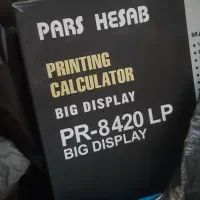 PARS HESAB
PRINTING
CALCULATOR
BIG DISPLAY
PR-8420 LP
BIG DISPLAY